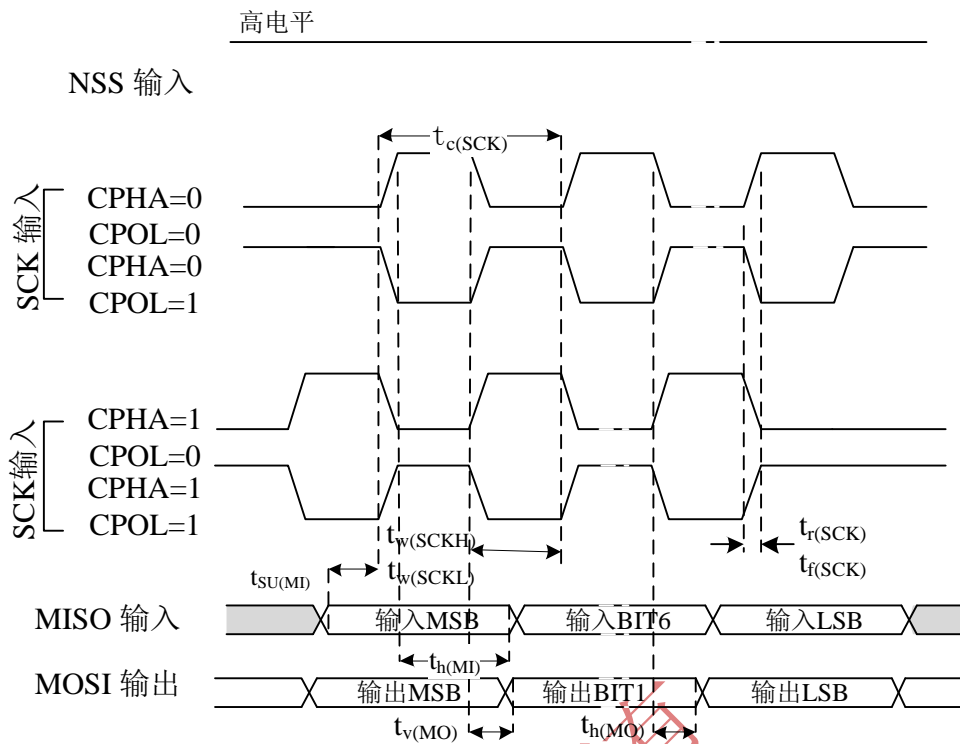 高电平
NSS 输入
tc(SCK)
SCK 输入
CPHA=0
CPOL=0
CPHA=0
CPOL=1
SCK输入
CPHA=1
CPOL=0
CPHA=1
CPOL=1
tw(SCKH)
tw(SCKL)
tr(SCK)
tf(SCK)
tSU(MI)
MISO 输入
输入MSB
输入BIT6
输入LSB
th(MI)
MOSI 输出
输出MSB
输出BIT1
输出LSB
tv(MO)
th(MO)